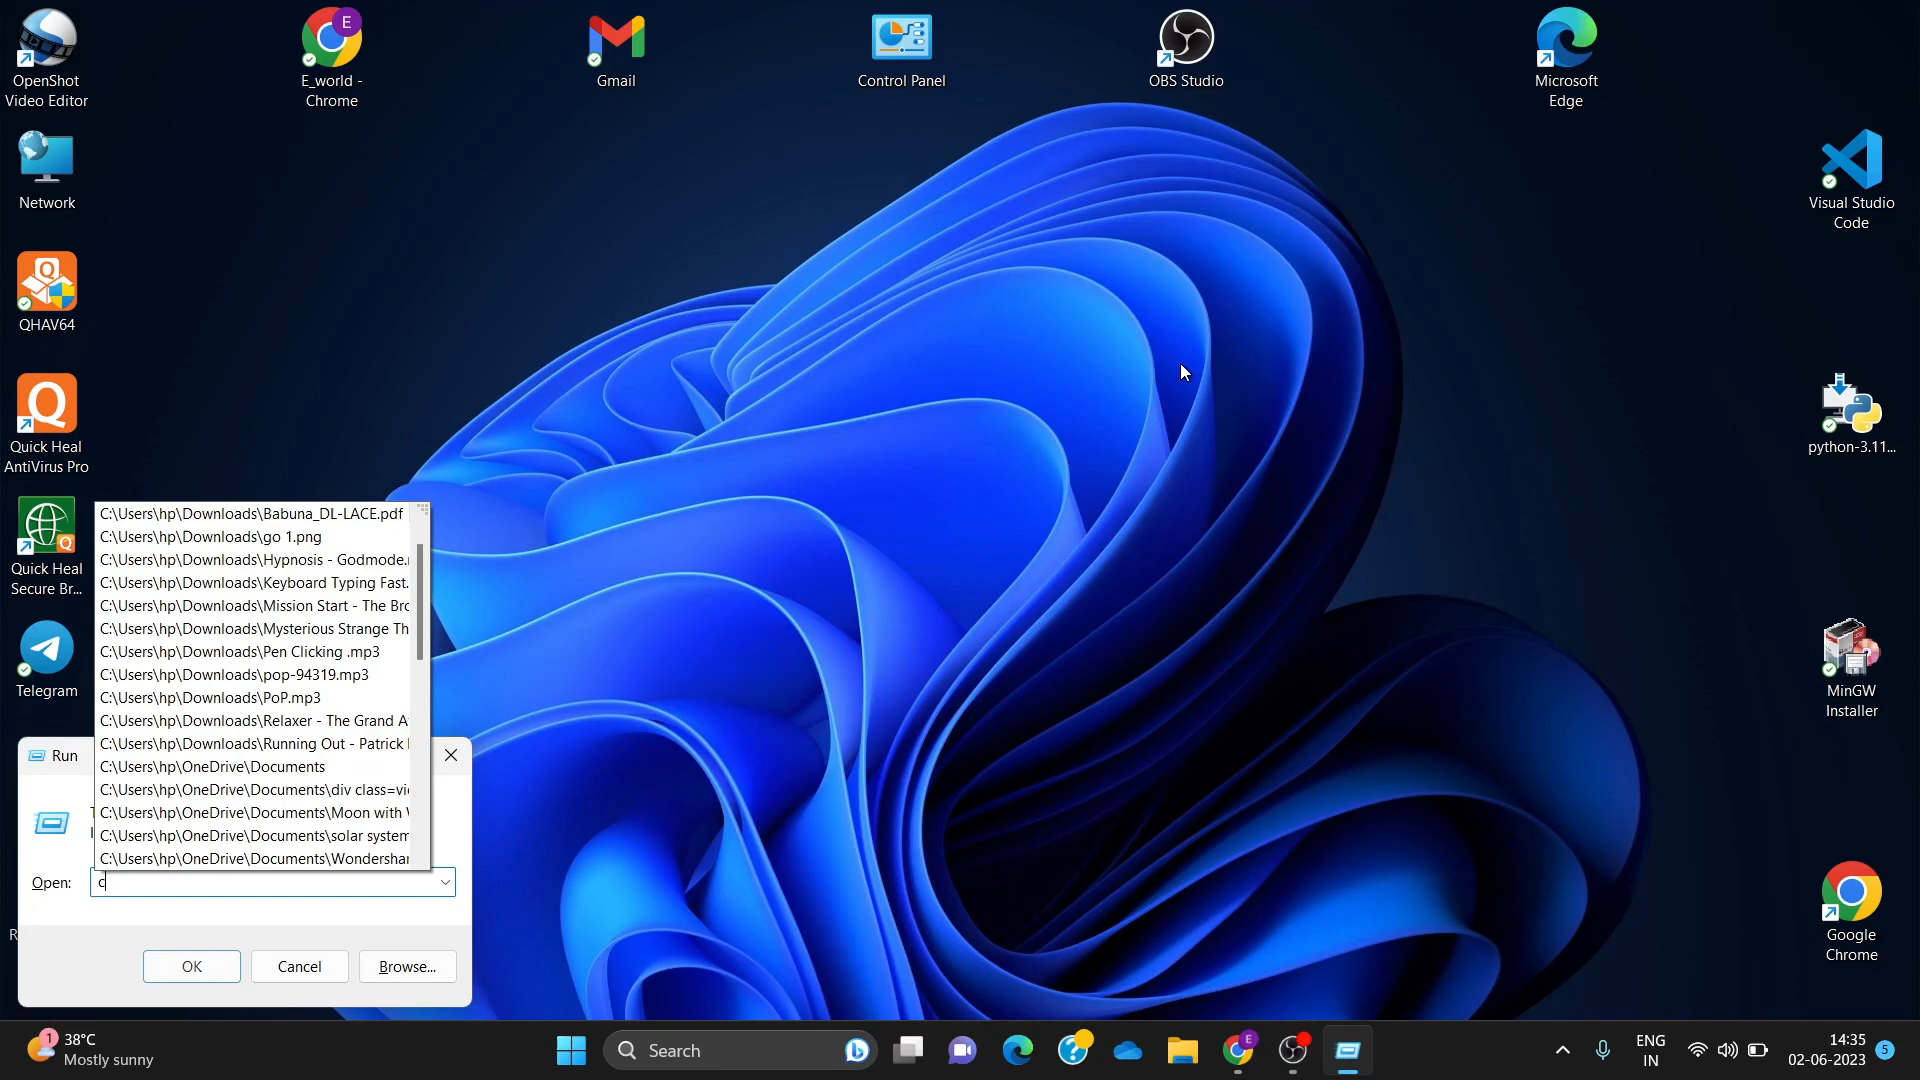 OpenShot
Video Editor
E
E_world -
Chrome
Gmail
Control Panel
OBS Studio
Microsoft
Edge
Network
Visual Studio
Code
QHAV64
Quick Heal
AntiVirus Pro
python-3.11...
Quick Heal
Secure Br...
Telegram
MinGW
Installer
Google
Chrome
C:\Users\hp\Downloads\Babuna_DL-LACE.pdf
C:\Users\hp\Downloads\go 1.png
C:\Users\hp\Downloads\Hypnosis - Godmode.
C:\Users\hp\Downloads\Keyboard Typing Fast.
C:\Users\hp\Downloads\Mission Start - The Bro
C:\Users\hp\Downloads\Mysterious Strange Th
C:\Users\hp\Downloads\Pen Clicking .mp3
C:\Users\hp\Downloads\pop-94319.mp3
C:\Users\hp\Downloads\PoP.mp3
C:\Users\hp\Downloads\Relaxer - The Grand A
C:\Users\hp\Downloads\Running Out - Patrick
C:\Users\hp\OneDrive\Documents
C:\Users\hp\OneDrive\Documents\div class=vi
C:\Users\hp\OneDrive\Documents\Moon with
C:\Users\hp\OneDrive\Documents\solar system
C:\Users\hp\OneDrive\Documents\Wondershar
Run
Open: c
OK Cancel Browse...
1 38°C
Mostly sunny
Search
E
ENG
IN
14:35
02-06-2023
5